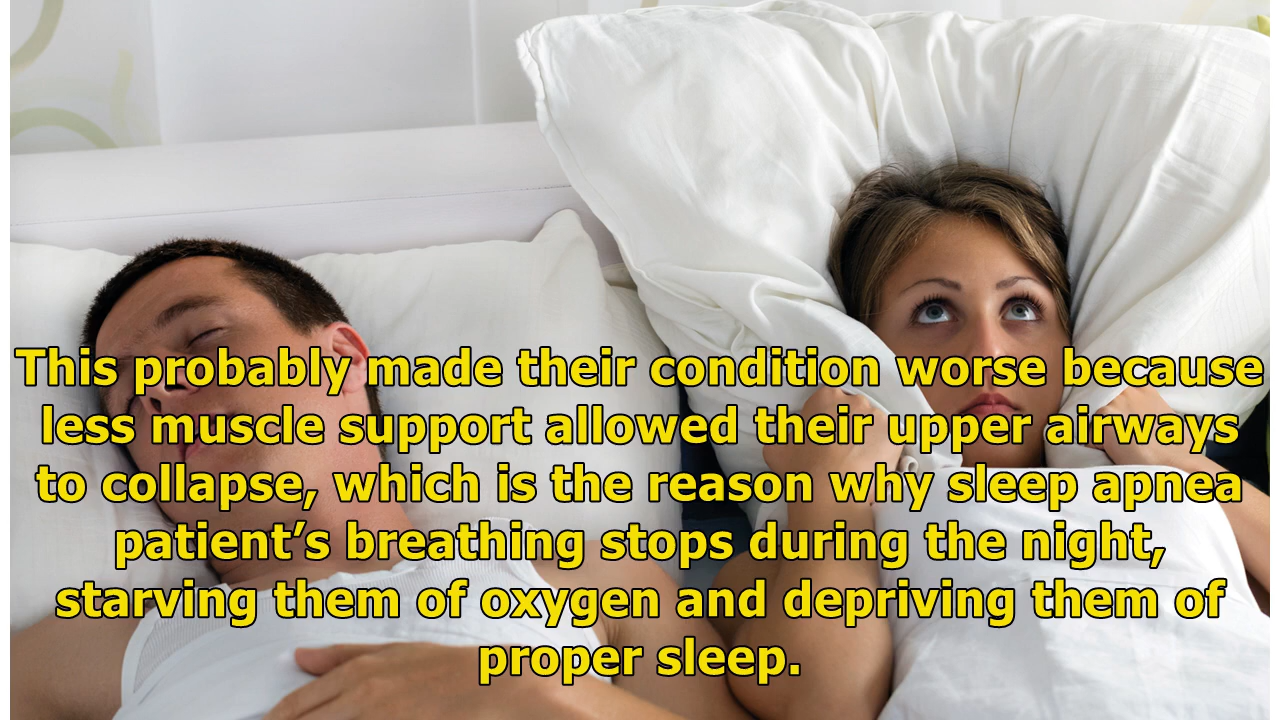 This probably made their condition worse because
less muscle support allowed their upper airways
to collapse, which is the reason why sleep apnea
patient’s breathing stops during the night,
starving them of oxygen and depriving them of
proper sleep.